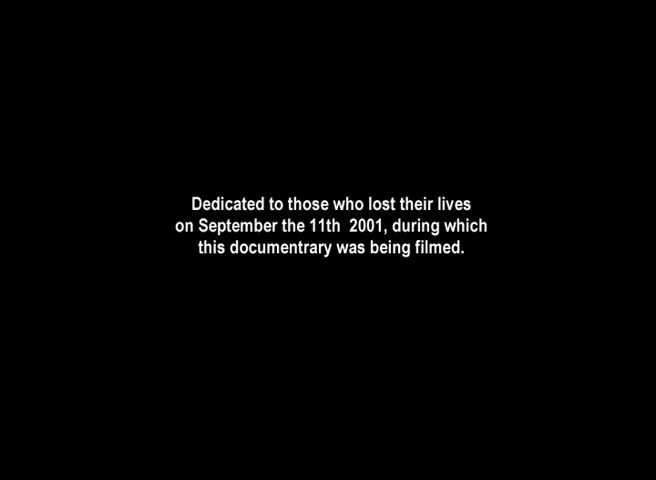 Dedicated to those who lost their lives
on September the 11th  2001, during which
this documentrary was being filmed.